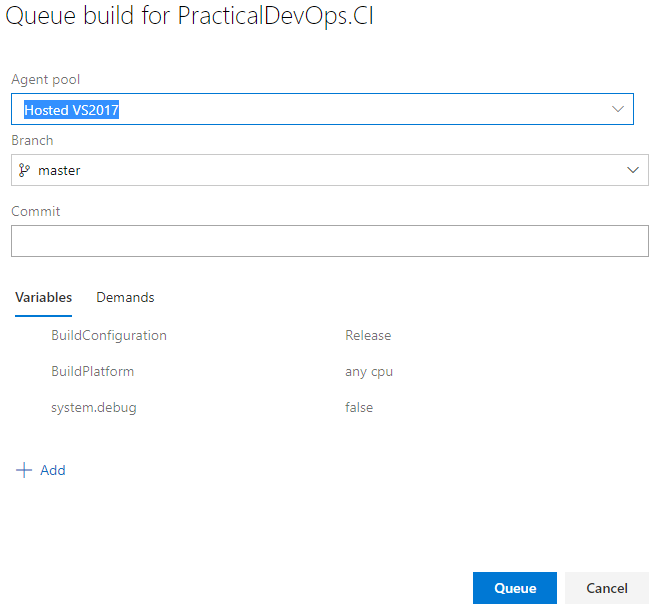 Queue build for PracticalDevOps.CI
Agent pool
Hosted VS2017
Branch
master
Commit
Variables Demands
BuildConfiguration Release
BuildPlatform any cpu
system.debug false
+ Add
Queue Cancel